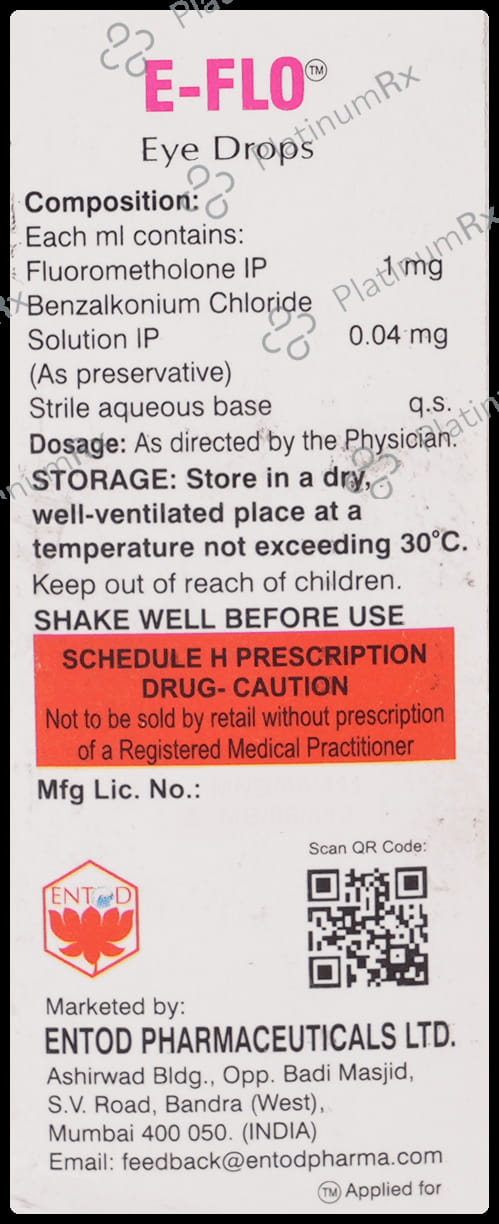 E-FLO™
Eye Drops
Composition:
Each ml contains:
Fluorometholone IP 1 mg
Benzalkonium Chloride
Solution IP 0.04 mg
(As preservative)
Strile aqueous base q.s.
Dosage: As directed by the Physician.
STORAGE: Store in a dry,
well-ventilated place at a
temperature not exceeding 30°C.
Keep out of reach of children.
SHAKE WELL BEFORE USE
SCHEDULE H PRESCRIPTION
DRUG- CAUTION
Not to be sold by retail without prescription
of a Registered Medical Practitioner
Mfg Lic. No.:
Scan QR Code:
ENTOD
Marketed by:
ENTOD PHARMACEUTICALS LTD.
Ashirwad Bldg., Opp. Badi Masjid,
S.V. Road, Bandra (West),
Mumbai 400 050. (INDIA)
Email: feedback@entodpharma.com
TM Applied for
PlatinumRx
PlatinumRx